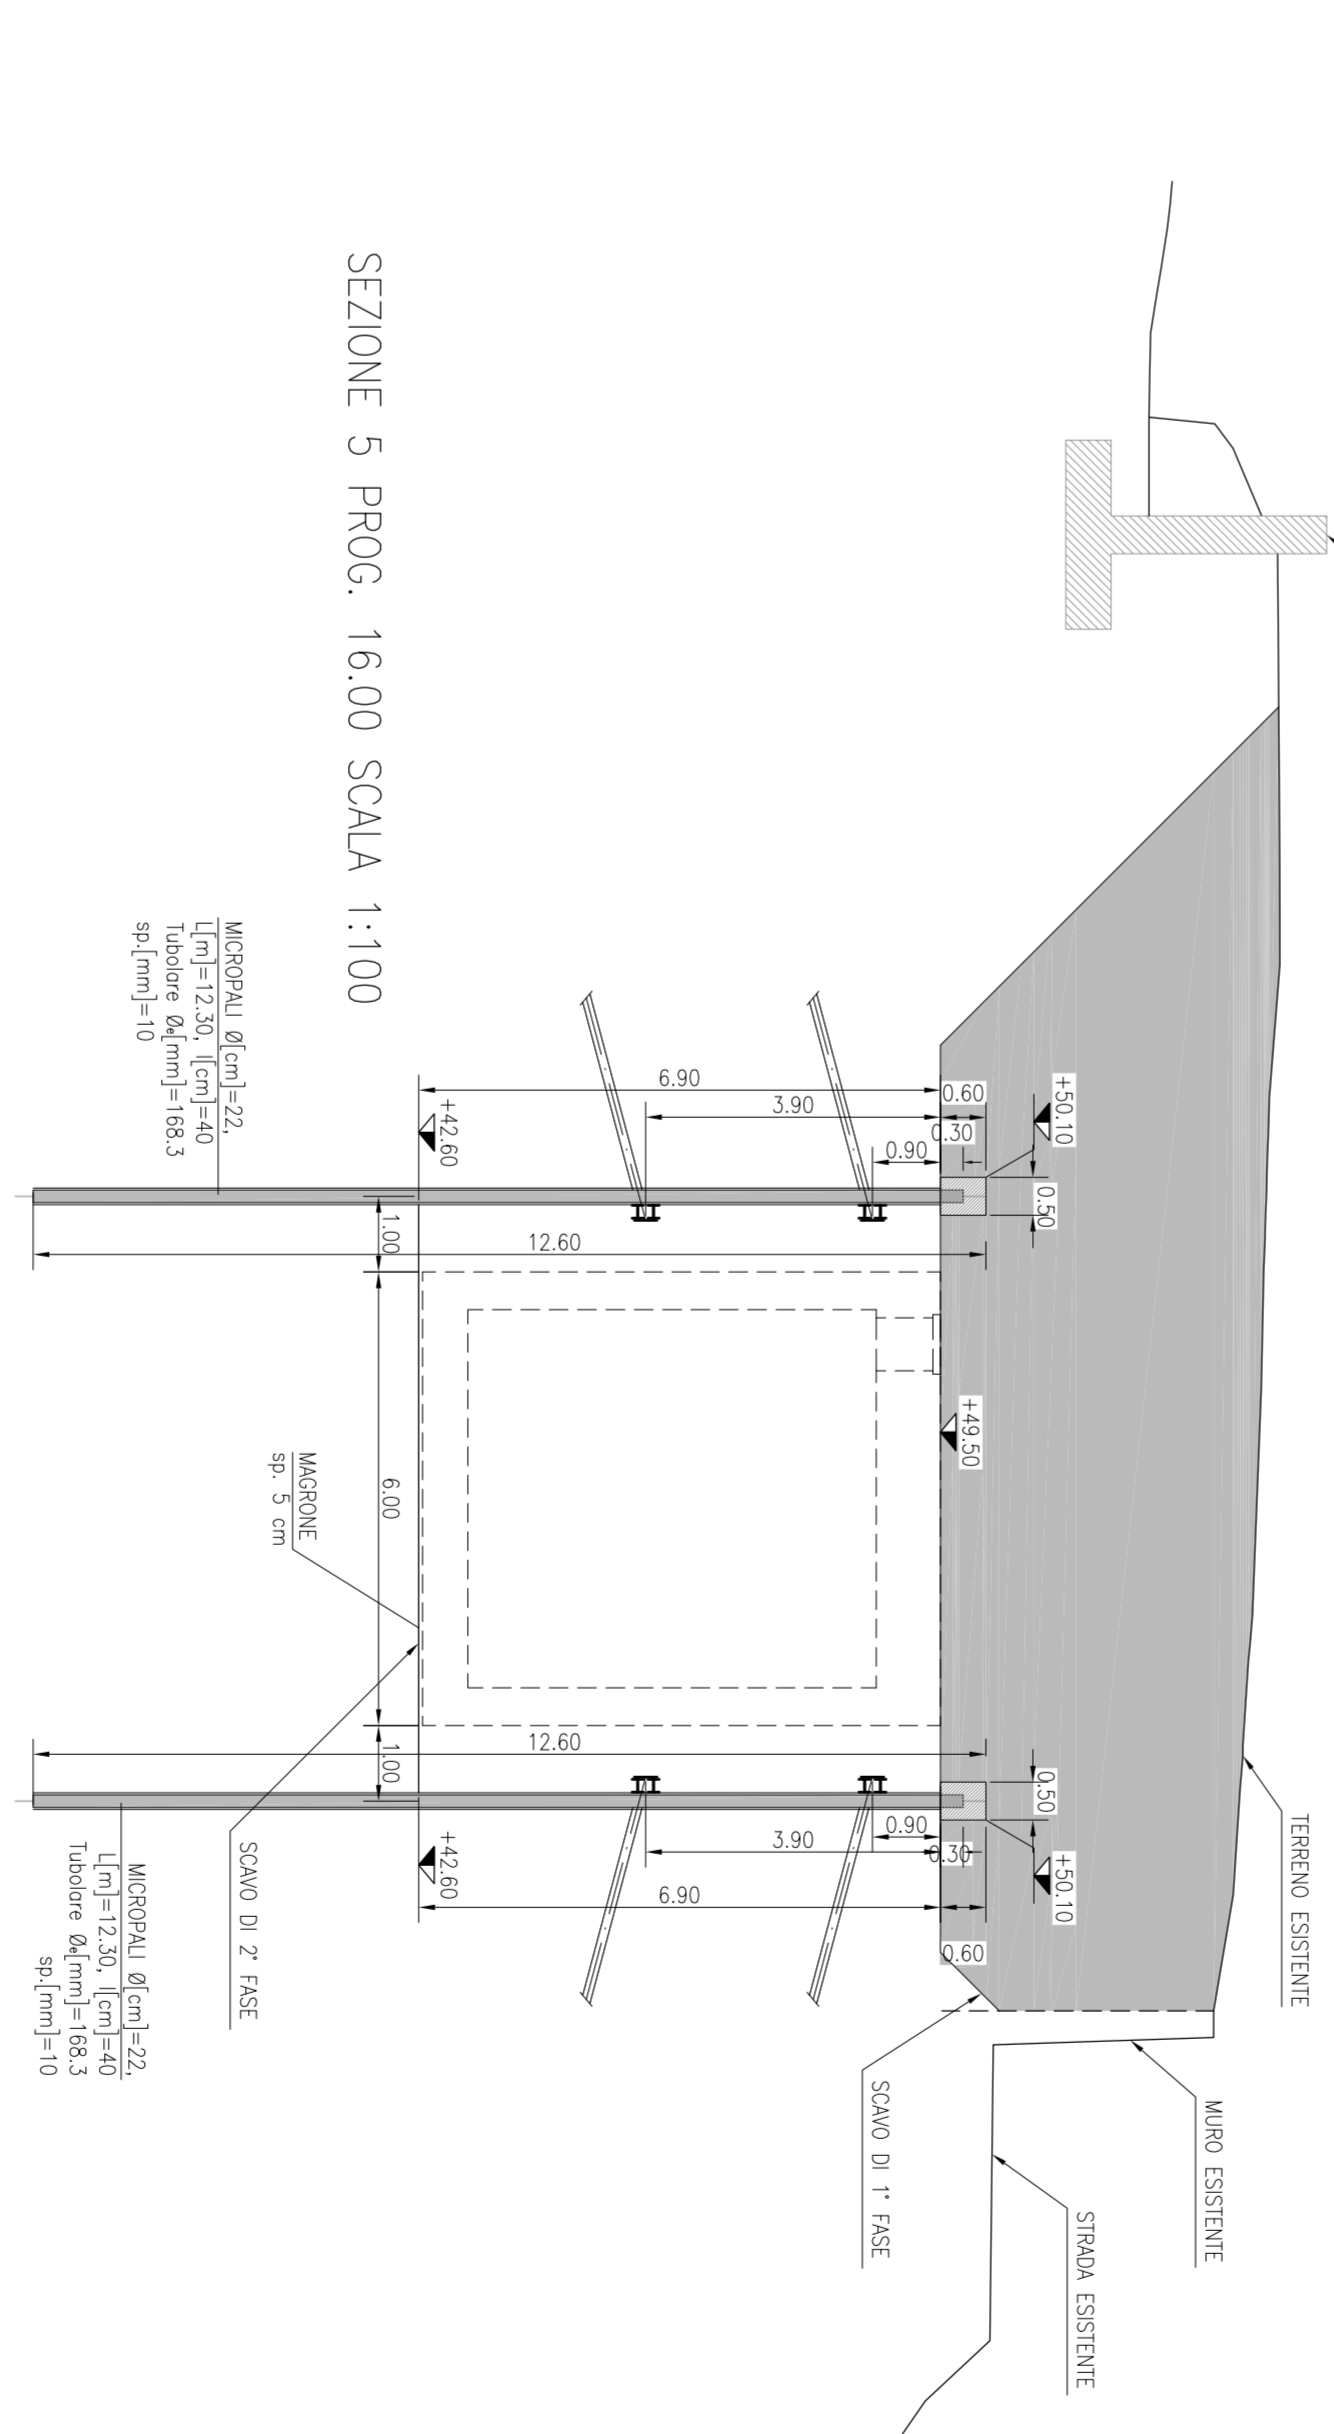 TERRENO ESISTENTE
MURO ESISTENTE
STRADA ESISTENTE
SCAVO DI 1° FASE
+50.10
0.50
0.60
0.30
0.90
3.90
6.90
+42.60
1.00
12.60
+49.50
6.00
+50.10
0.50
0.60
0.30
0.90
3.90
6.90
+42.60
1.00
12.60
MAGRONE
sp. 5 cm
SCAVO DI 2° FASE
MICROPALI Ø[cm]=22,
L[m]=12.30, I[cm]=40
Tubolare Øe[mm]=168.3
sp.[mm]=10
MICROPALI Ø[cm]=22,
L[m]=12.30, I[cm]=40
Tubolare Øe[mm]=168.3
sp.[mm]=10
SEZIONE 5 PROG. 16.00 SCALA 1:100